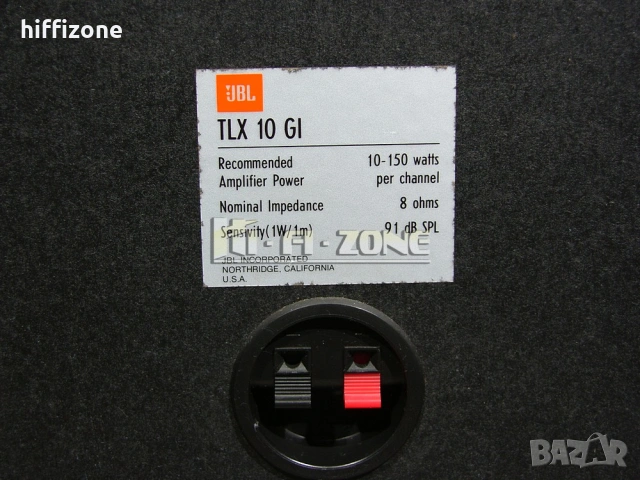 hiffizone
JBL
TLX 10 GI
Recommended 10-150 watts
Amplifier Power per channel
Nominal Impedance 8 ohms
Sensivity(1W/1m) 91 dB SPL
HI-FI-ZONE
JBL INCORPORATED
NORTHRIDGE, CALIFORNIA
U.S.A.
BAZAR